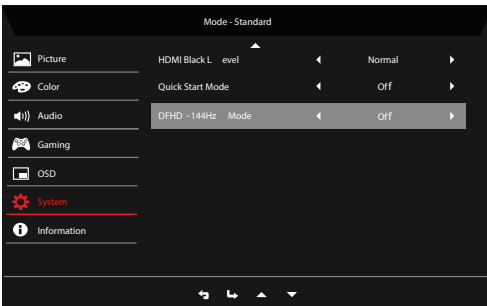 Mode - Standard
Picture
HDMI Black L evel Normal
Color
Quick Start Mode Off
Audio
DFHD - 144Hz Mode Off
Gaming
OSD
System
Information